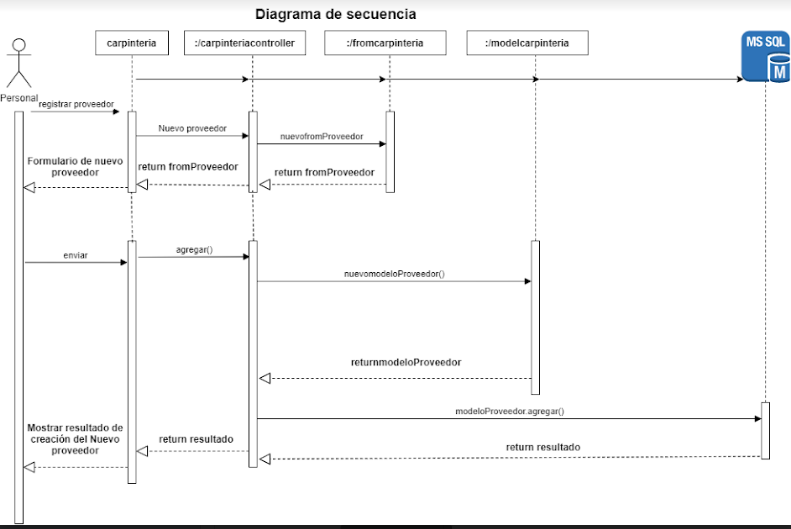 Diagrama de secuencia
carpinteria
:/carpinteriacontroller
:/fromcarpinteria
:/modelcarpinteria
MS SQL
M
Personal
registrar proveedor
Nuevo proveedor
nuevofromProveedor
Formulario de nuevo
proveedor
return fromProveedor
return fromProveedor
enviar
agregar()
nuevomodeloProveedor()
returnmodeloProveedor
modeloProveedor.agregar()
Mostrar resultado de
creación del Nuevo
proveedor
return resultado
return resultado